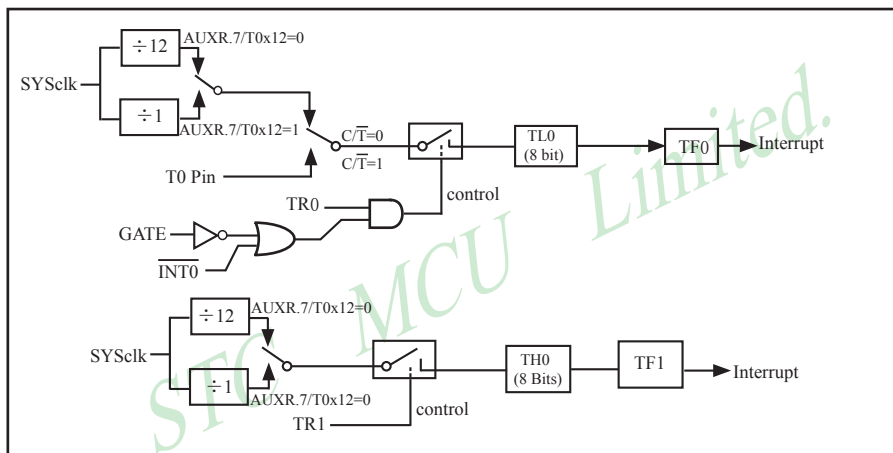 ÷12
AUXR.7/T0x12=0
SYSclk
÷1
AUXR.7/T0x12=1
C/T̅=0
C/T̅=1
T0 Pin
TL0
(8 bit)
TF0
Interrupt
control
TR0
GATE
I̅N̅T̅0̅
÷12
AUXR.7/T0x12=0
SYSclk
÷1
AUXR.7/T0x12=0
TH0
(8 Bits)
TF1
Interrupt
control
TR1
STC MCU Limited.